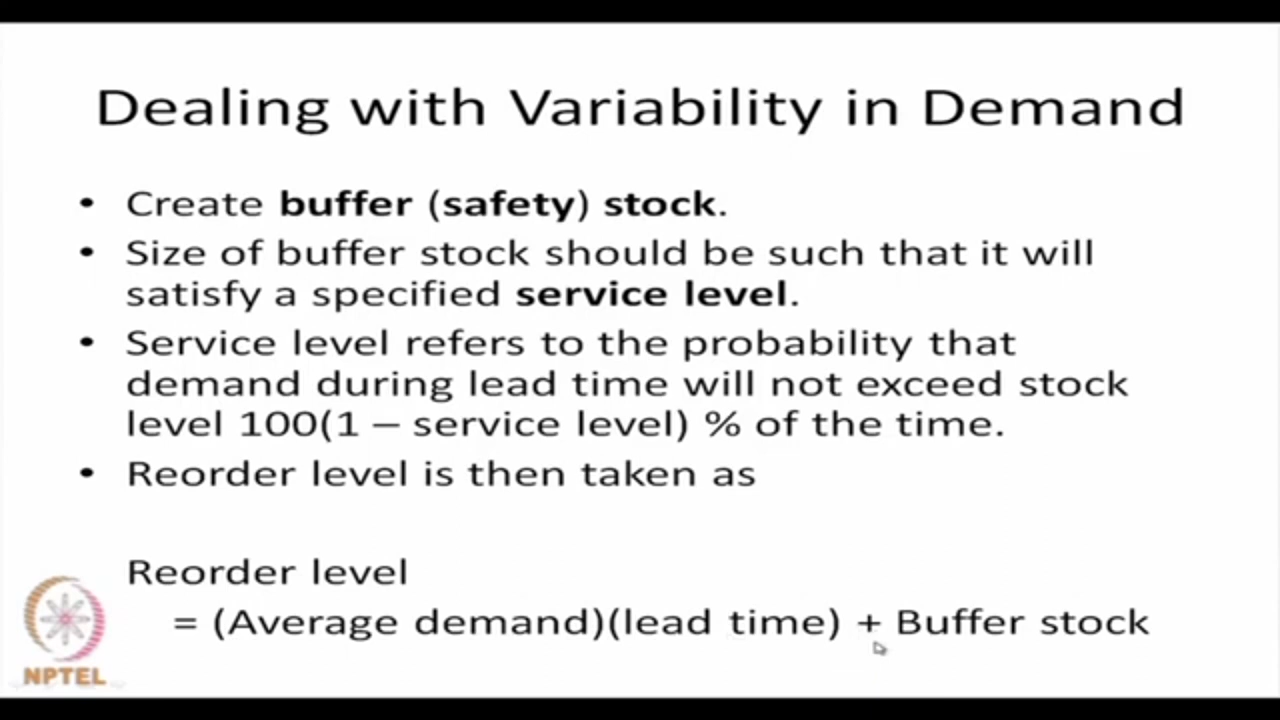 Dealing with Variability in Demand
• Create buffer (safety) stock.
• Size of buffer stock should be such that it will
satisfy a specified service level.
• Service level refers to the probability that
demand during lead time will not exceed stock
level 100(1 – service level) % of the time.
• Reorder level is then taken as
Reorder level
= (Average demand)(lead time) + Buffer stock
NPTEL